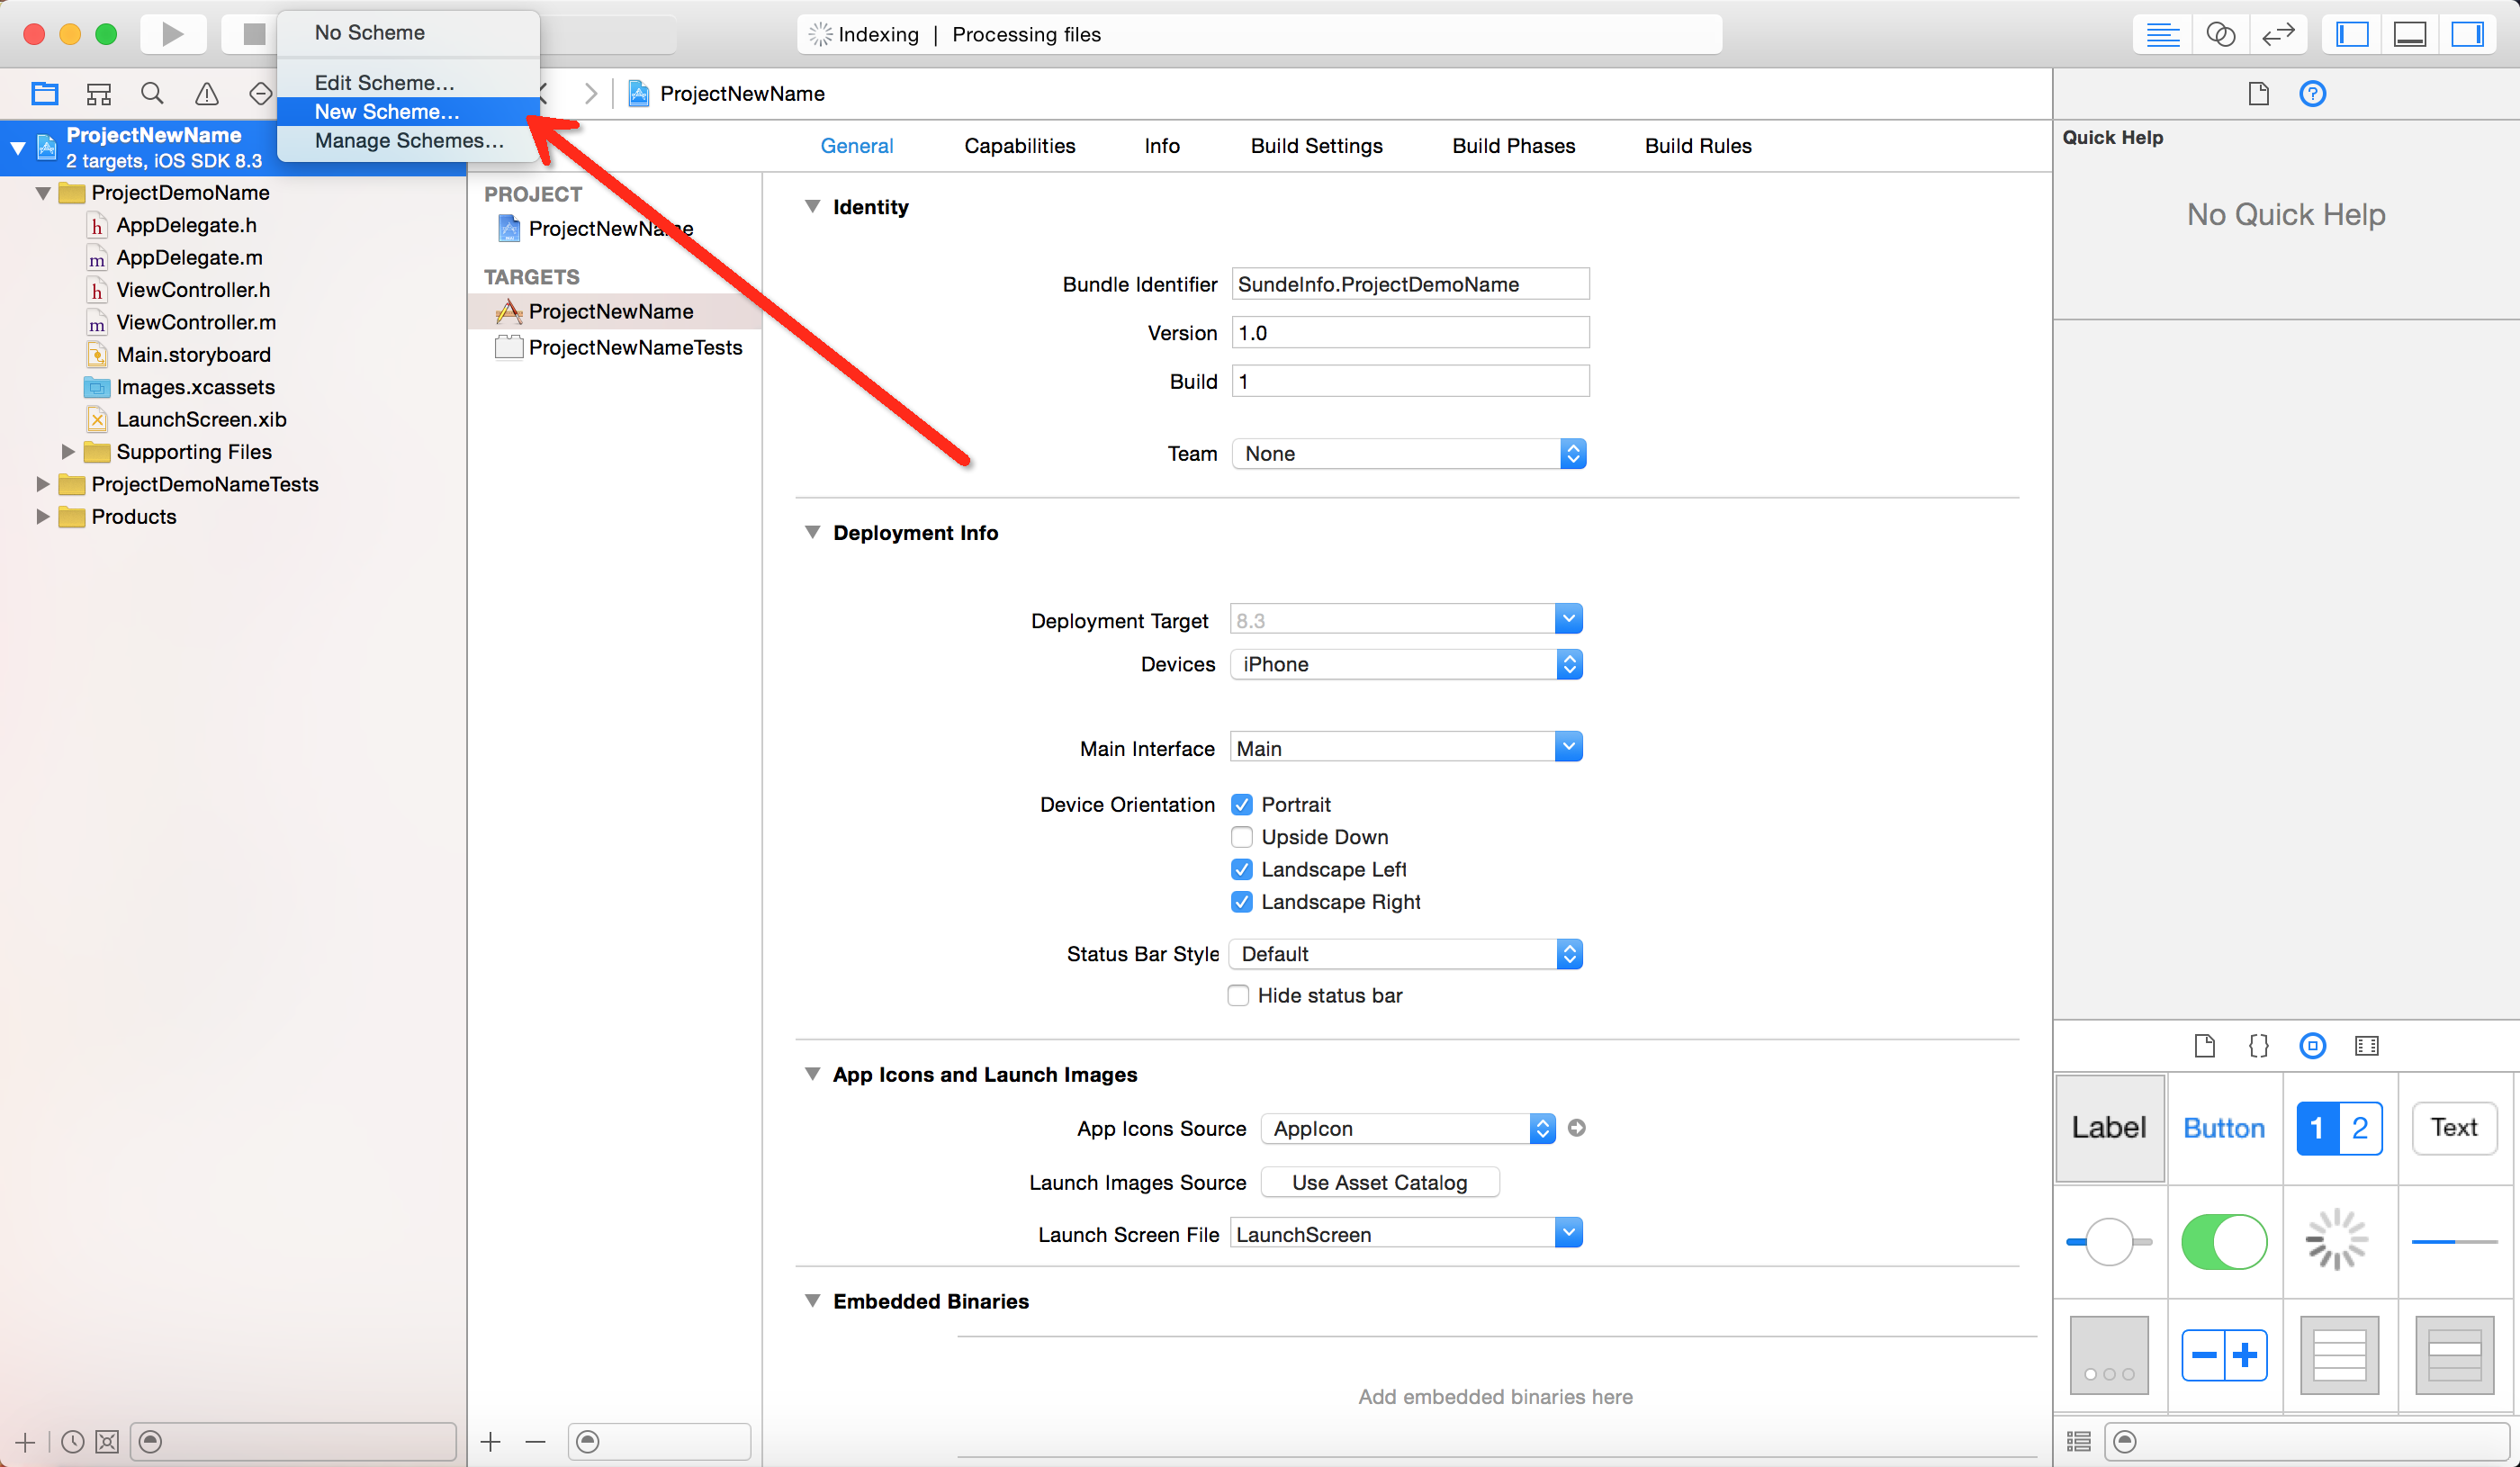 No Scheme
Edit Scheme...
New Scheme...
Manage Schemes...
Indexing | Processing files
ProjectNewName
Quick Help
No Quick Help
ProjectNewName
2 targets, iOS SDK 8.3
ProjectDemoName
h AppDelegate.h
m AppDelegate.m
h ViewController.h
m ViewController.m
Main.storyboard
Images.xcassets
LaunchScreen.xib
Supporting Files
ProjectDemoNameTests
Products
PROJECT
ProjectNewName
TARGETS
ProjectNewName
ProjectNewNameTests
General Capabilities Info Build Settings Build Phases Build Rules
Identity
Bundle Identifier SundeInfo.ProjectDemoName
Version 1.0
Build 1
Team None
Deployment Info
Deployment Target 8.3
Devices iPhone
Main Interface Main
Device Orientation Portrait
Upside Down
Landscape Left
Landscape Right
Status Bar Style Default
Hide status bar
App Icons and Launch Images
App Icons Source AppIcon
Launch Images Source Use Asset Catalog
Launch Screen File LaunchScreen
Embedded Binaries
Add embedded binaries here
Label Button 1 2 Text